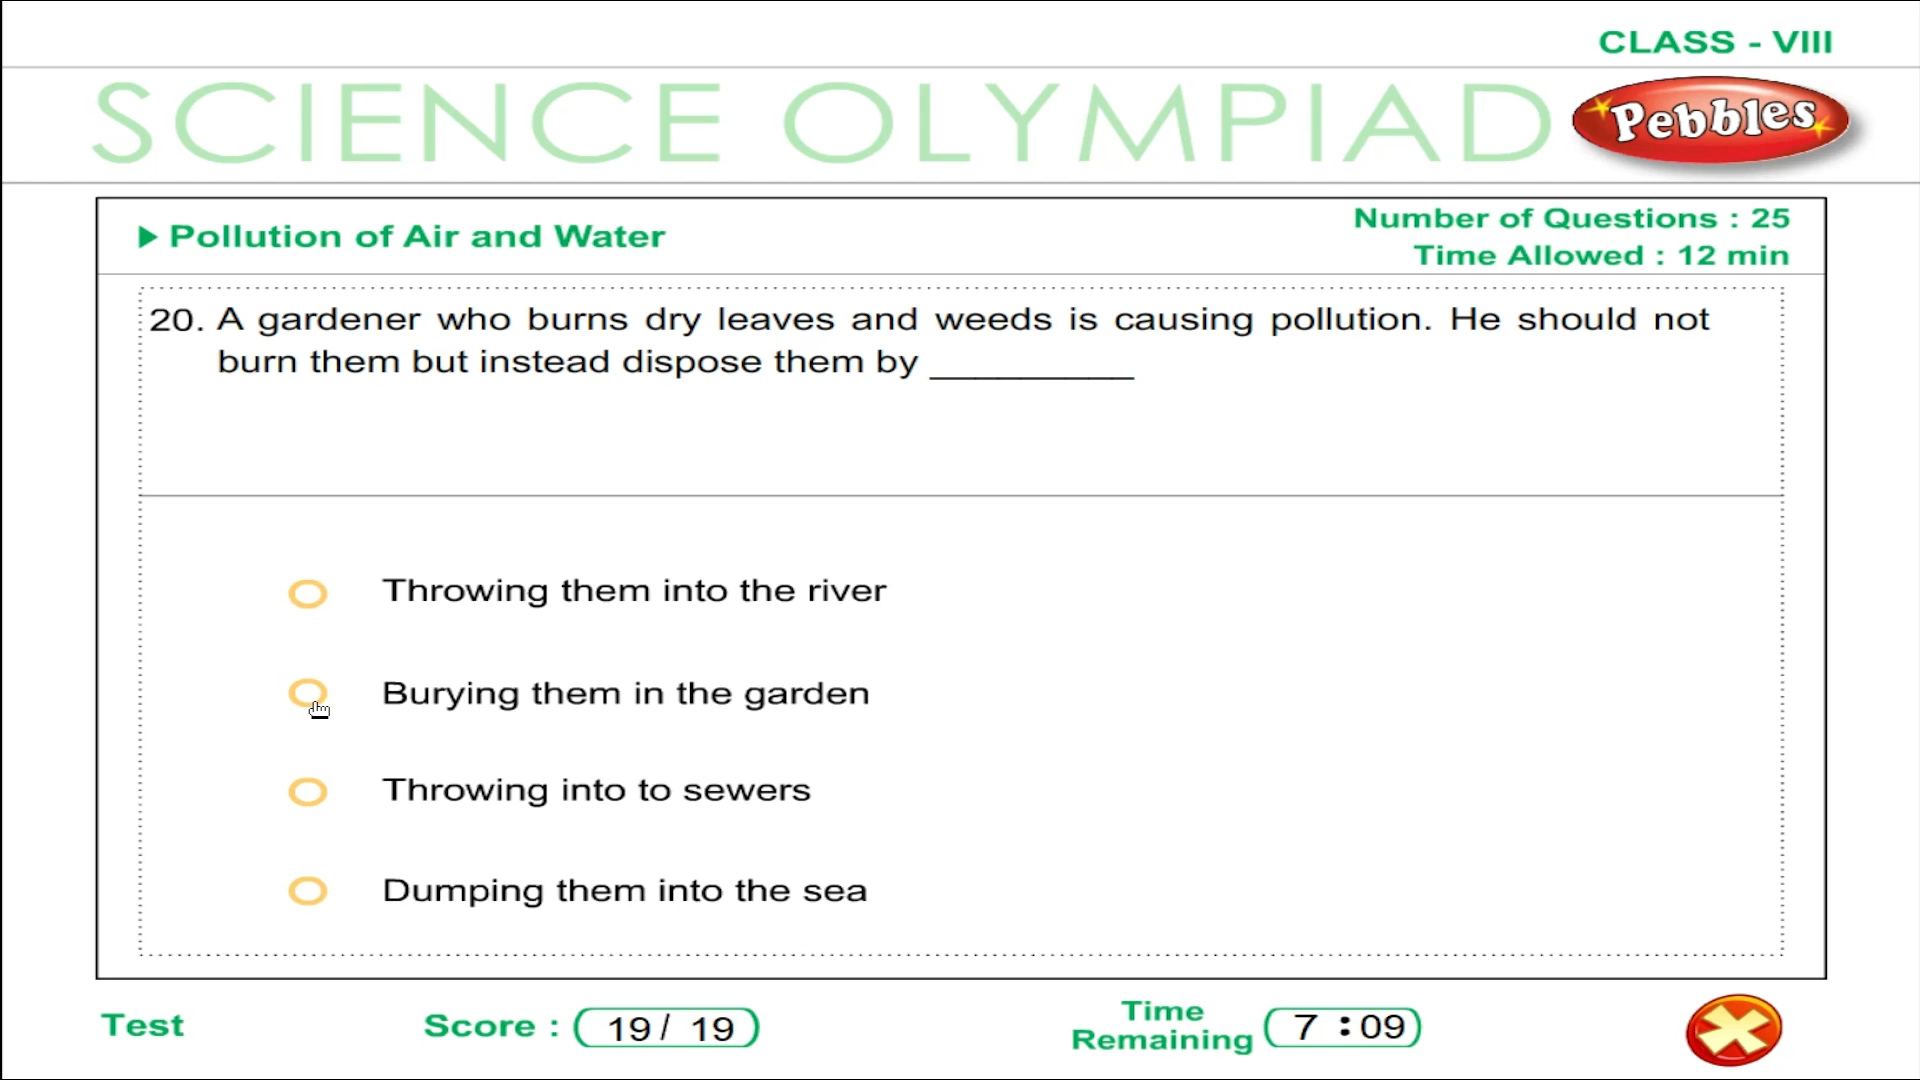 CLASS - VIII
SCIENCE OLYMPIAD
Pebbles
Pollution of Air and Water
Number of Questions : 25
Time Allowed : 12 min
20. A gardener who burns dry leaves and weeds is causing pollution. He should not
burn them but instead dispose them by _________
Throwing them into the river
Burying them in the garden
Throwing into to sewers
Dumping them into the sea
Test
Score : 19 / 19
Time
Remaining 7 : 09